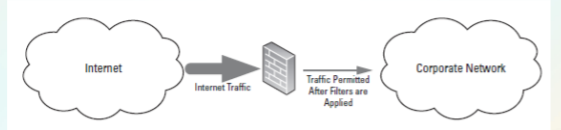 Internet
Internet Traffic
Traffic Permitted
After Filters are
Applied
Corporate Network